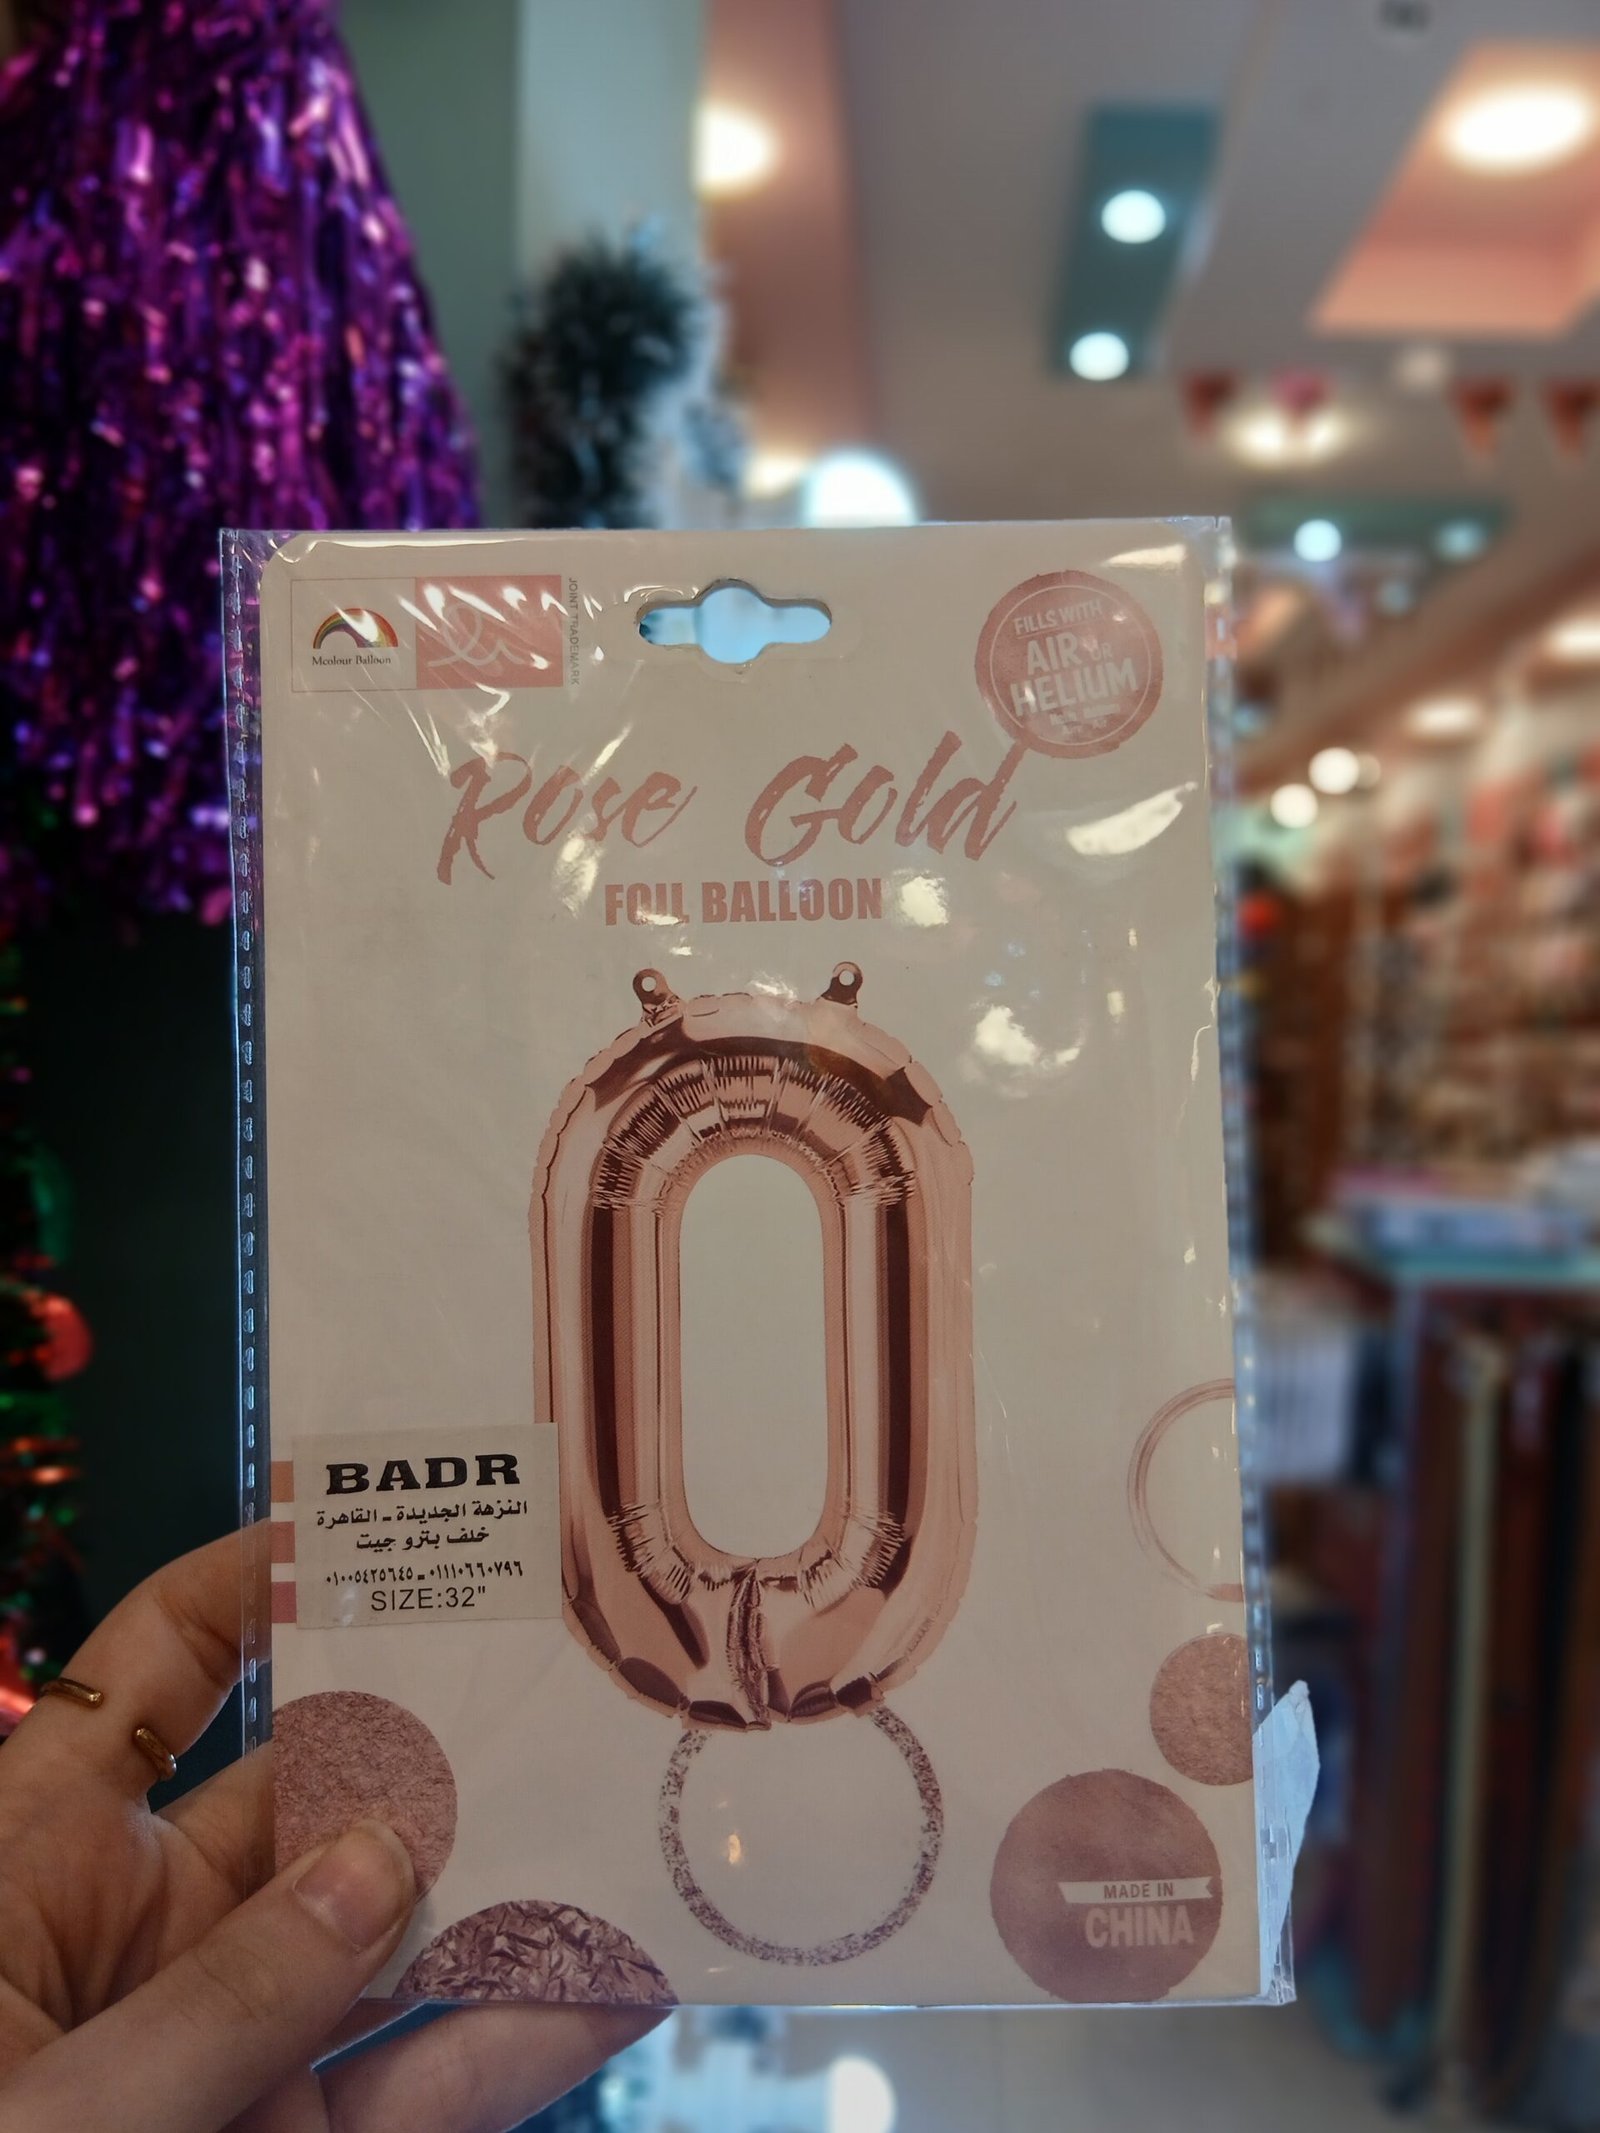 Mcolour Balloon
JOINT TRADEMARK
FILLS WITH
AIR OR
HELIUM
Rose Gold
FOIL BALLOON
BADR
النزهة الجديدة - القاهرة
خلف بترو جيت
٠١٠٠٥٤٢٥٦٤٥ - ٠١١١٠٦٦٠٧٩٦
SIZE:32"
MADE IN
CHINA